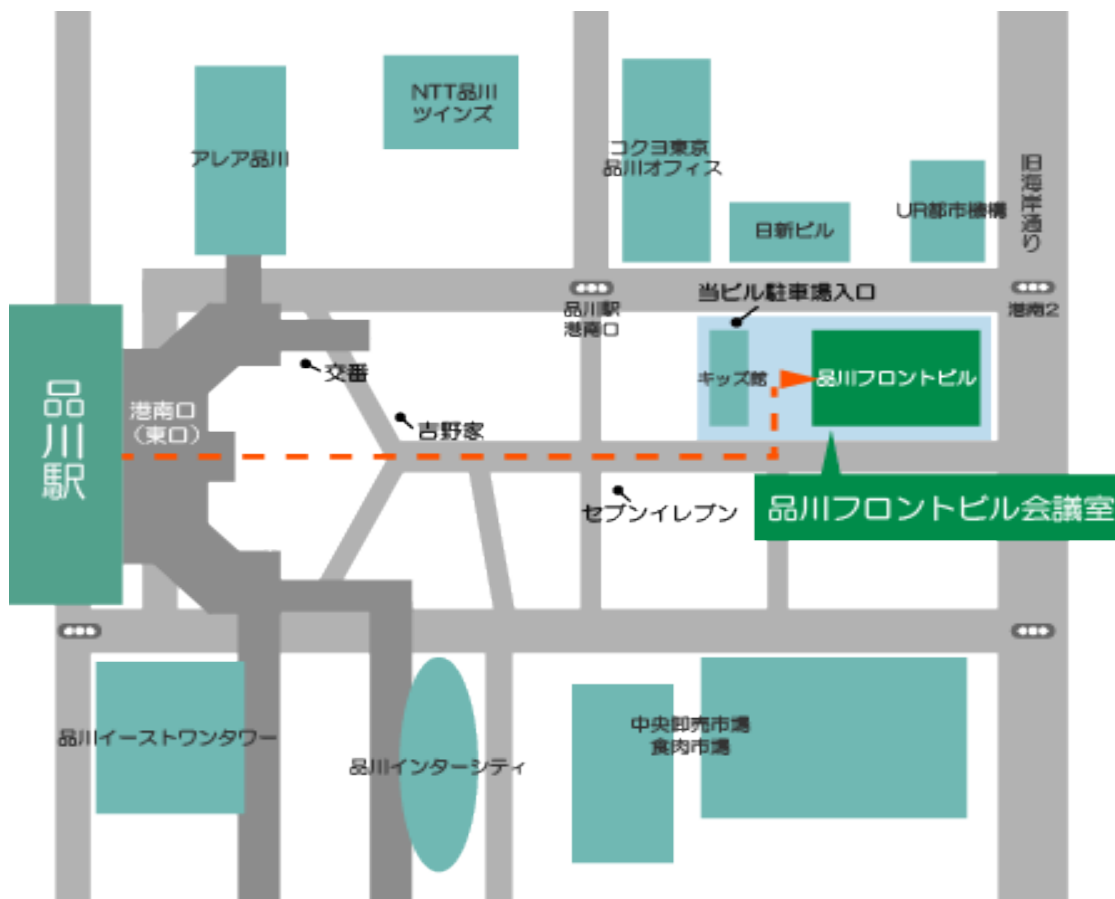 NTT品川
ツインズ
アレア品川
コクヨ東京
品川オフィス
UR都市機構
日新ビル
旧海岸通り
当ビル駐車場入口
品川駅
港南口
港南2
交番
キッズ館
品川フロントビル
品川駅
港南口
(東口)
吉野家
セブンイレブン
品川フロントビル会議室
品川イーストワンタワー
品川インターシティ
中央卸売市場
食肉市場